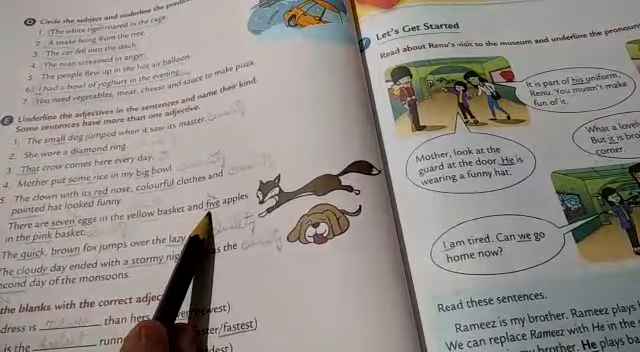 D Circle the subject and underline the
1. The white tiger roared in the cage.
2. A snake hung from the tree.
3. The car fell into the ditch.
4. The man screamed in anger.
5. The people flew up in the hot air balloon.
6. I had a bowl of yoghurt in the evening.
7. You need vegetables, meat, cheese and sauce to make pizza.
E Underline the adjectives in the sentences and name their kind.
Some sentences have more than one adjective.
1. The small dog jumped when it saw its master.
2. She wore a diamond ring.
3. That crow comes here every day.
4. Mother put some rice in my big bowl.
5. The clown with its red nose, colourful clothes and
pointed hat looked funny.
There are seven eggs in the yellow basket and five apples
in the pink basket.
The quick, brown fox jumps over the lazy
The cloudy day ended with a stormy as the
second day of the monsoons.
the blanks with the correct
dress is than hers
is the
Let's Get Started
Read about Renu's visit to the museum and underline the
It is part of his uniform,
Renu. You mustn't make
fun of it.
What a
But it is
corner.
Mother, look at the
guard at the door. He is
wearing a funny hat.
I am tired. Can we go
home now?
Read these sentences.
Rameez is my brother. Rameez plays
We can replace Rameez with He in the
my brother. He plays